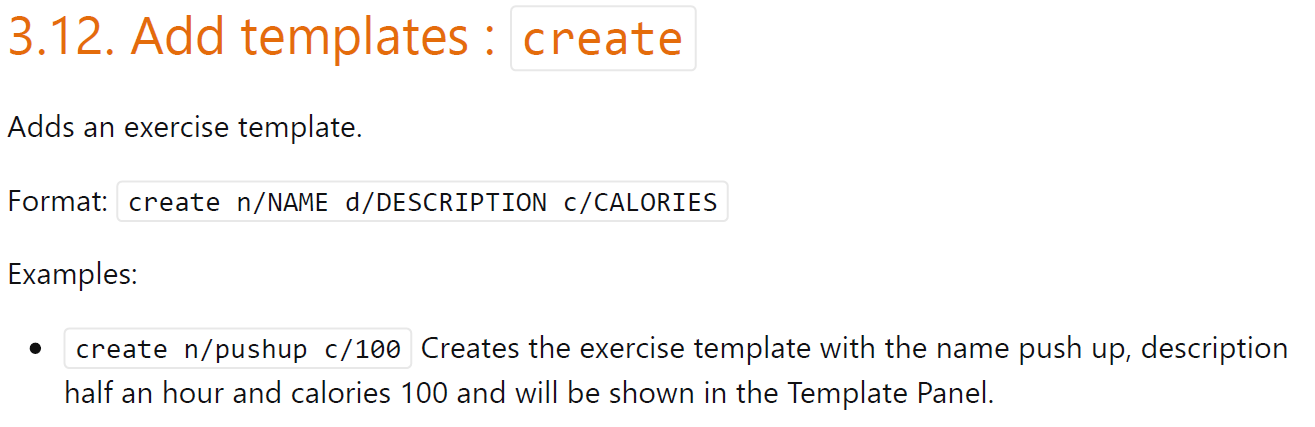 3.12. Add templates : create
Adds an exercise template.
Format: create n/NAME d/DESCRIPTION c/CALORIES
Examples:
• create n/pushup c/100 Creates the exercise template with the name push up, description
half an hour and calories 100 and will be shown in the Template Panel.